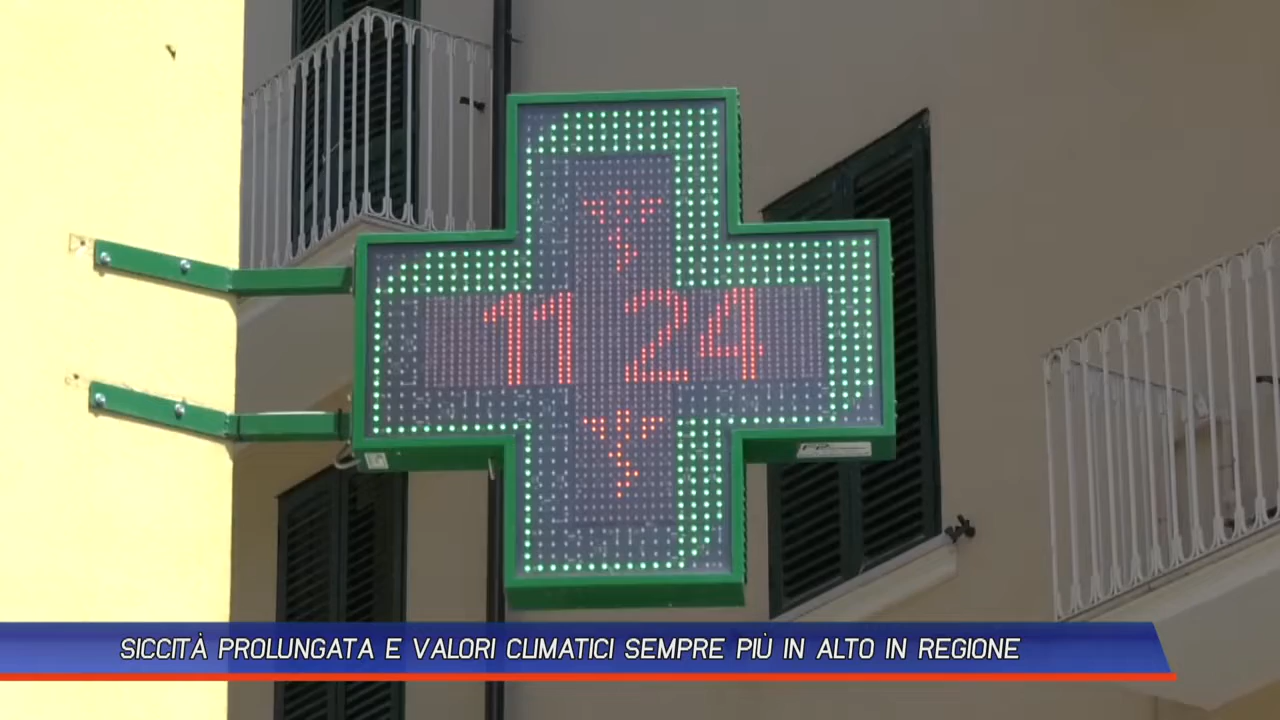 11 24
SICCITÀ PROLUNGATA E VALORI CLIMATICI SEMPRE PIÙ IN ALTO IN REGIONE